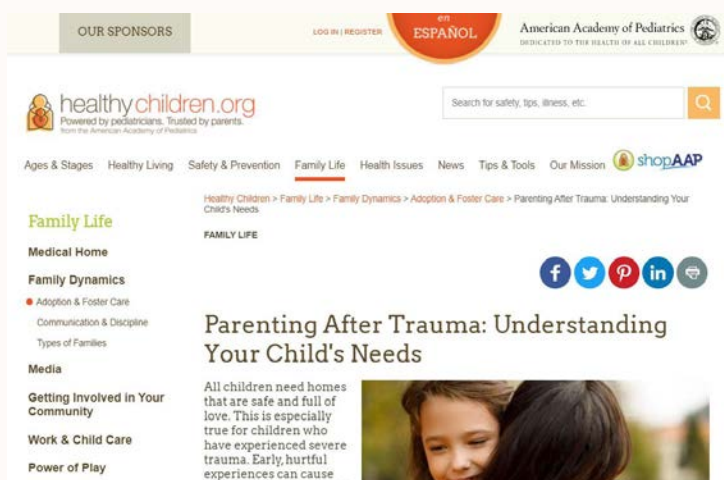 OUR SPONSORS
LOG IN | REGISTER
en
ESPAÑOL
American Academy of Pediatrics
DEDICATED TO THE HEALTH OF ALL CHILDREN®
healthychildren.org
Powered by pediatricians. Trusted by parents.
from the American Academy of Pediatrics
Search for safety, tips, illness, etc.
Ages & Stages Healthy Living Safety & Prevention Family Life Health Issues News Tips & Tools Our Mission shopAAP
Healthy Children > Family Life > Family Dynamics > Adoption & Foster Care > Parenting After Trauma: Understanding Your
Child's Needs
FAMILY LIFE
Family Life
Medical Home
Family Dynamics
Adoption & Foster Care
Communication & Discipline
Types of Families
Media
Getting Involved in Your
Community
Work & Child Care
Power of Play
Parenting After Trauma: Understanding
Your Child's Needs
All children need homes
that are safe and full of
love. This is especially
true for children who
have experienced severe
trauma. Early, hurtful
experiences can cause